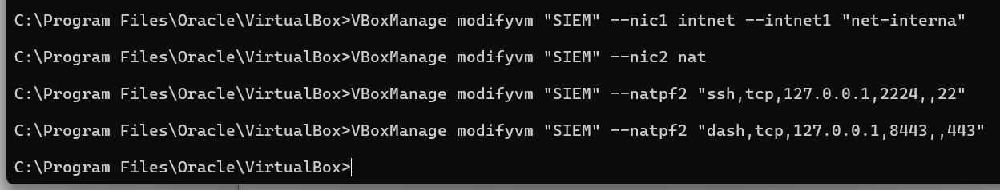 C:\Program Files\Oracle\VirtualBox>VBoxManage modifyvm "SIEM" --nic1 intnet --intnet1 "net-interna"
C:\Program Files\Oracle\VirtualBox>VBoxManage modifyvm "SIEM" --nic2 nat
C:\Program Files\Oracle\VirtualBox>VBoxManage modifyvm "SIEM" --natpf2 "ssh,tcp,127.0.0.1,2224,,22"
C:\Program Files\Oracle\VirtualBox>VBoxManage modifyvm "SIEM" --natpf2 "dash,tcp,127.0.0.1,8443,,443"
C:\Program Files\Oracle\VirtualBox>